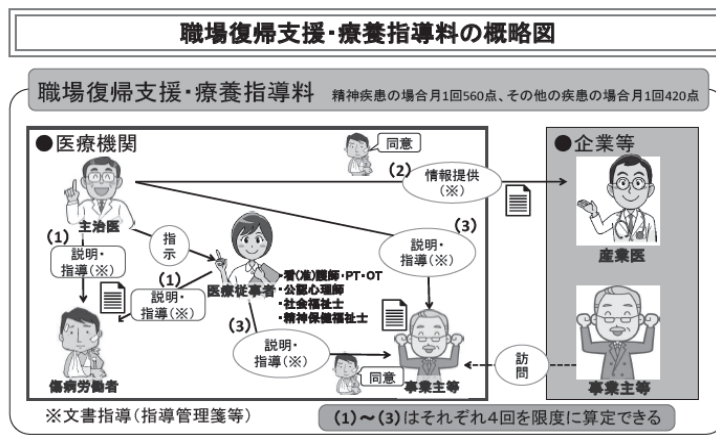 職場復帰支援・療養指導料の概略図
職場復帰支援・療養指導料 精神疾患の場合月1回560点、その他の疾患の場合月1回420点
●医療機関
同意
●企業等
(2)
情報提供
(※)
主治医
(1)
説明・
指導(※)
指
示
(3)
説明・
指導(※)
産業医
(1)
説明・
指導(※)
医療従事者
・看(准)護師・PT・OT
・公認心理師
・社会福祉士
・精神保健福祉士
(3)
説明・
指導(※)
訪
問
同意
傷病労働者
事業主等
事業主等
※文書指導(指導管理箋等)
(1)～(3)はそれぞれ4回を限度に算定できる